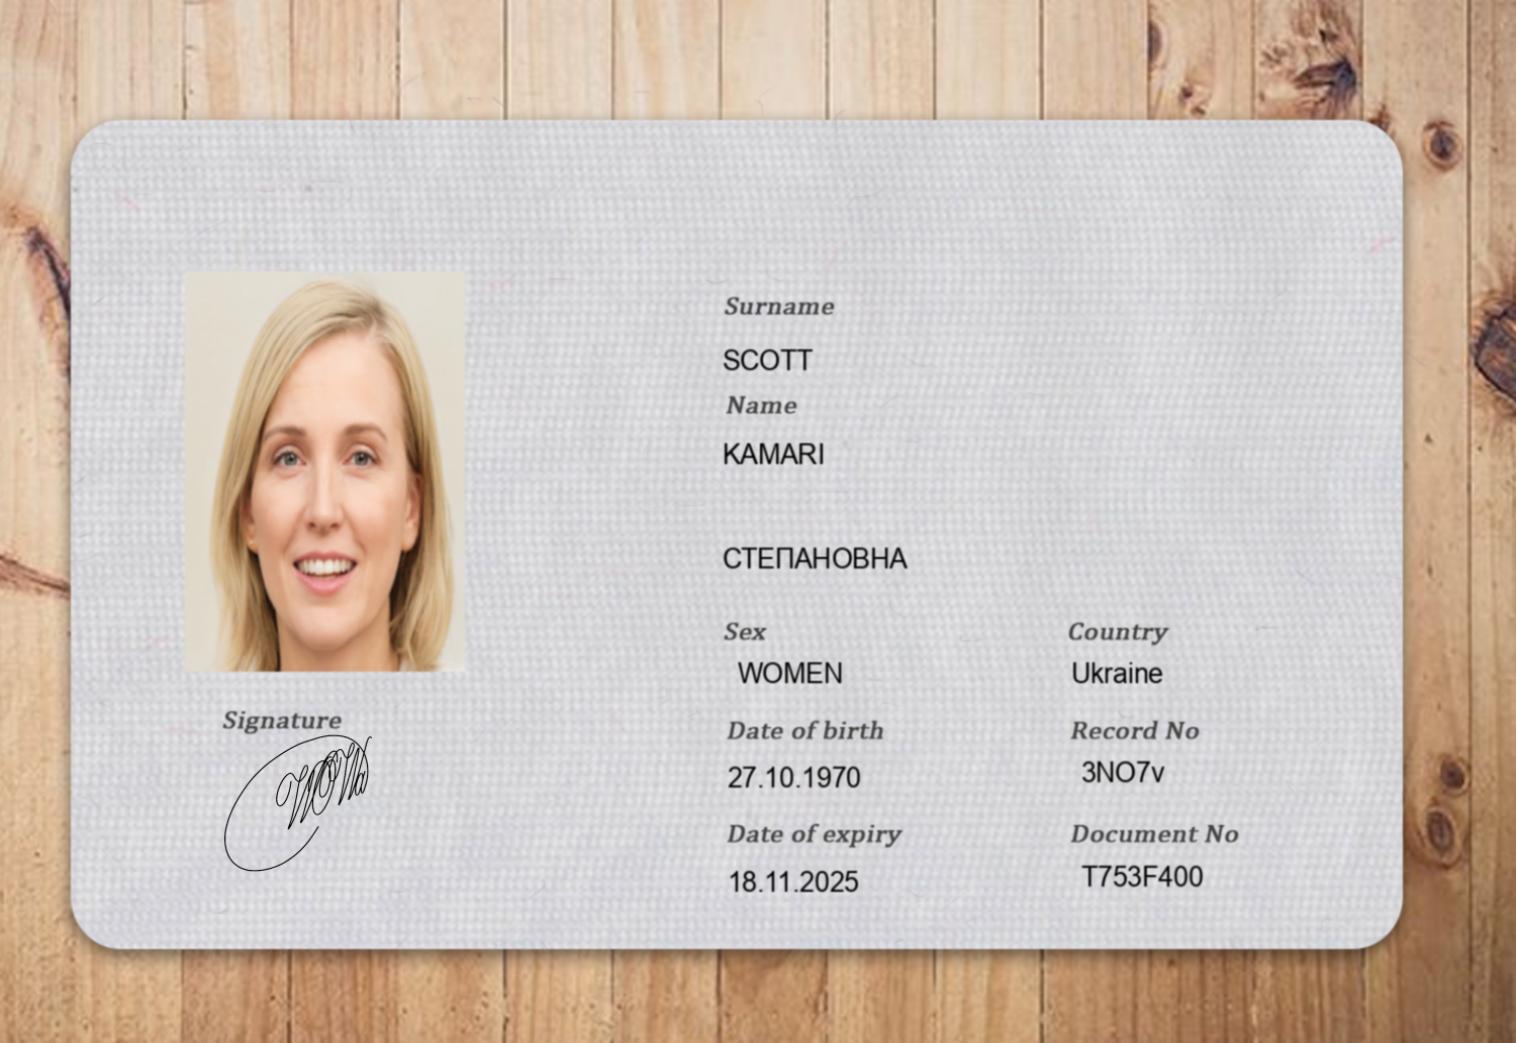 Surname
SCOTT
Name
KAMARI
СТЕПАНОВНА
Sex
WOMEN
Country
Ukraine
Signature
Date of birth
27.10.1970
Record No
3NO7v
Date of expiry
18.11.2025
Document No
T753F400